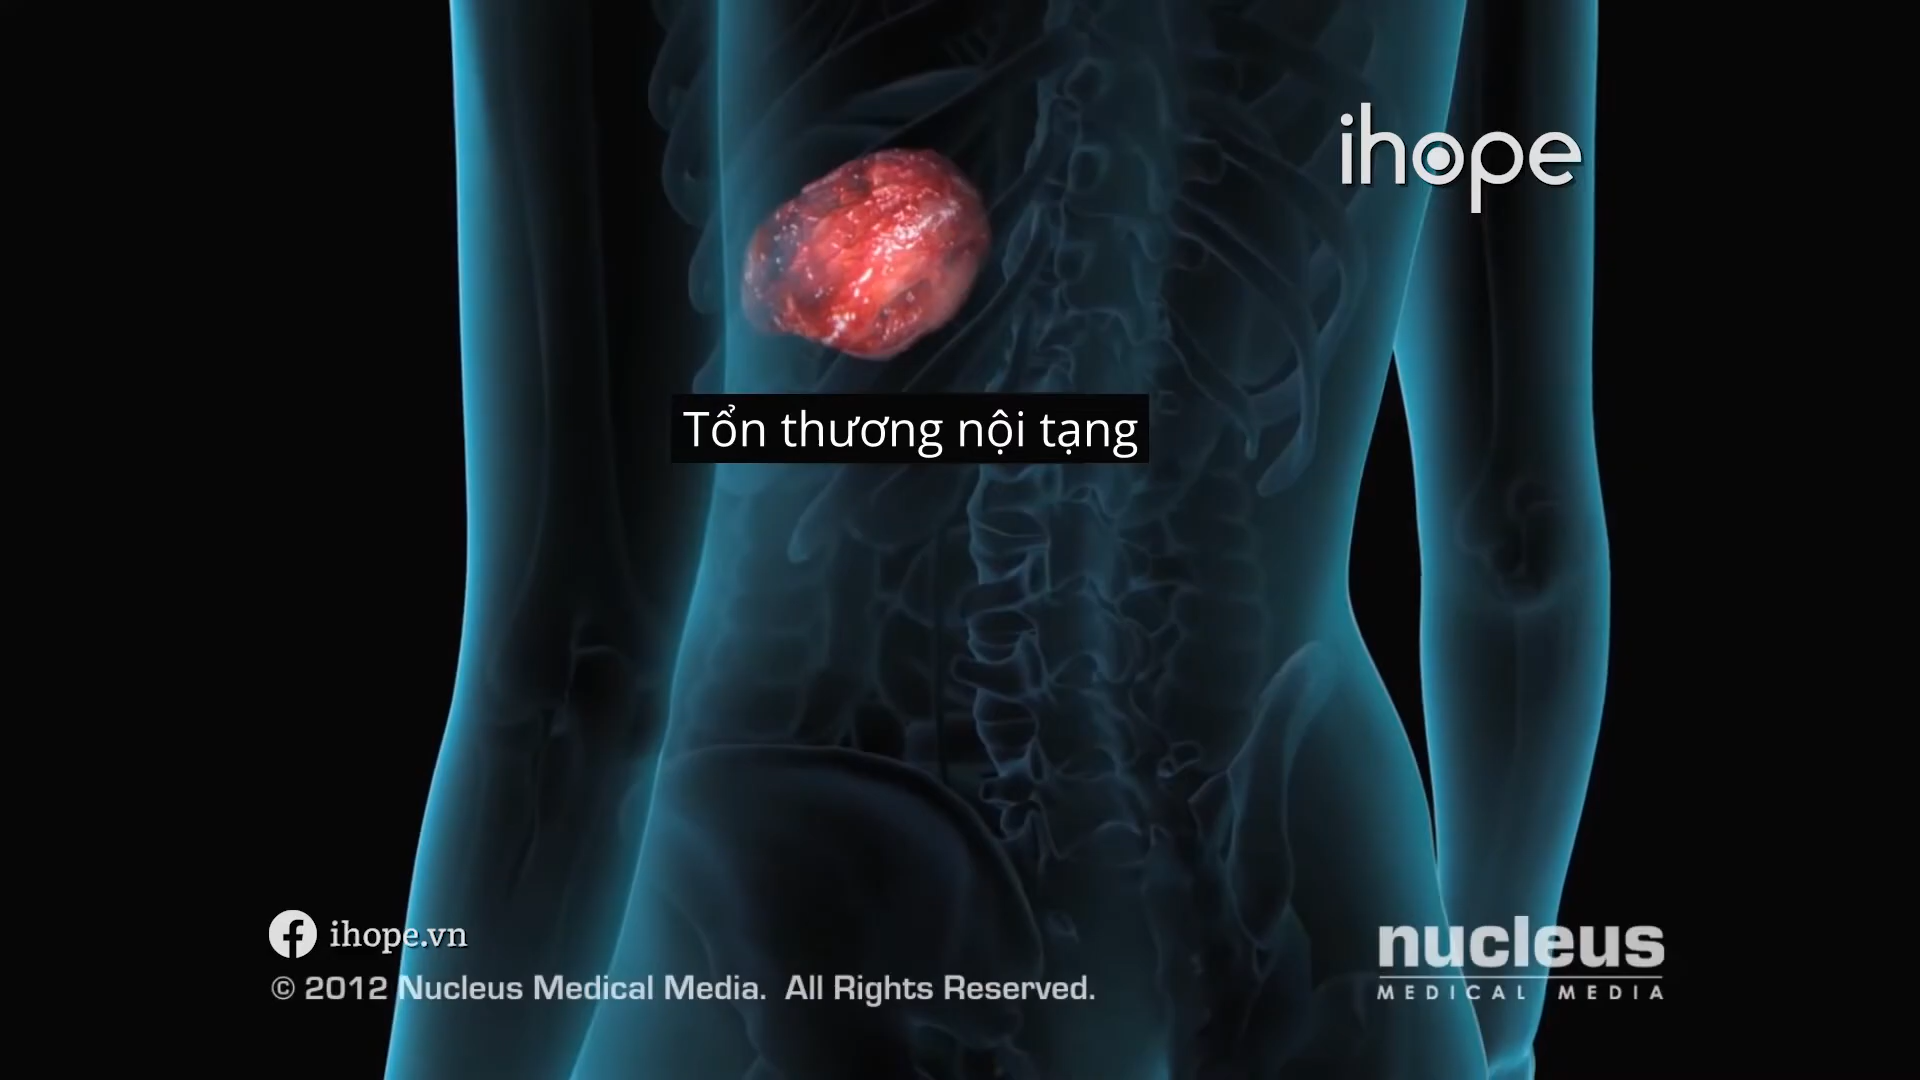 ihope
Tổn thương nội tạng
ihope.vn
© 2012 Nucleus Medical Media. All Rights Reserved.
nucleus
MEDICAL MEDIA